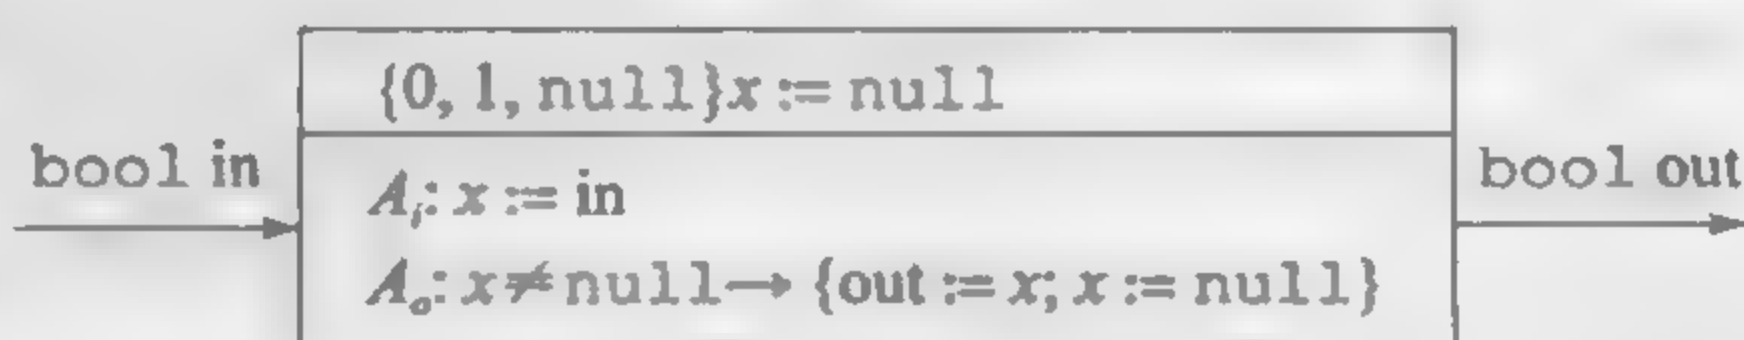 {0, 1, null}x := null
bool in
A_i: x := in
A_o: x ≠ null → {out := x; x := null}
bool out